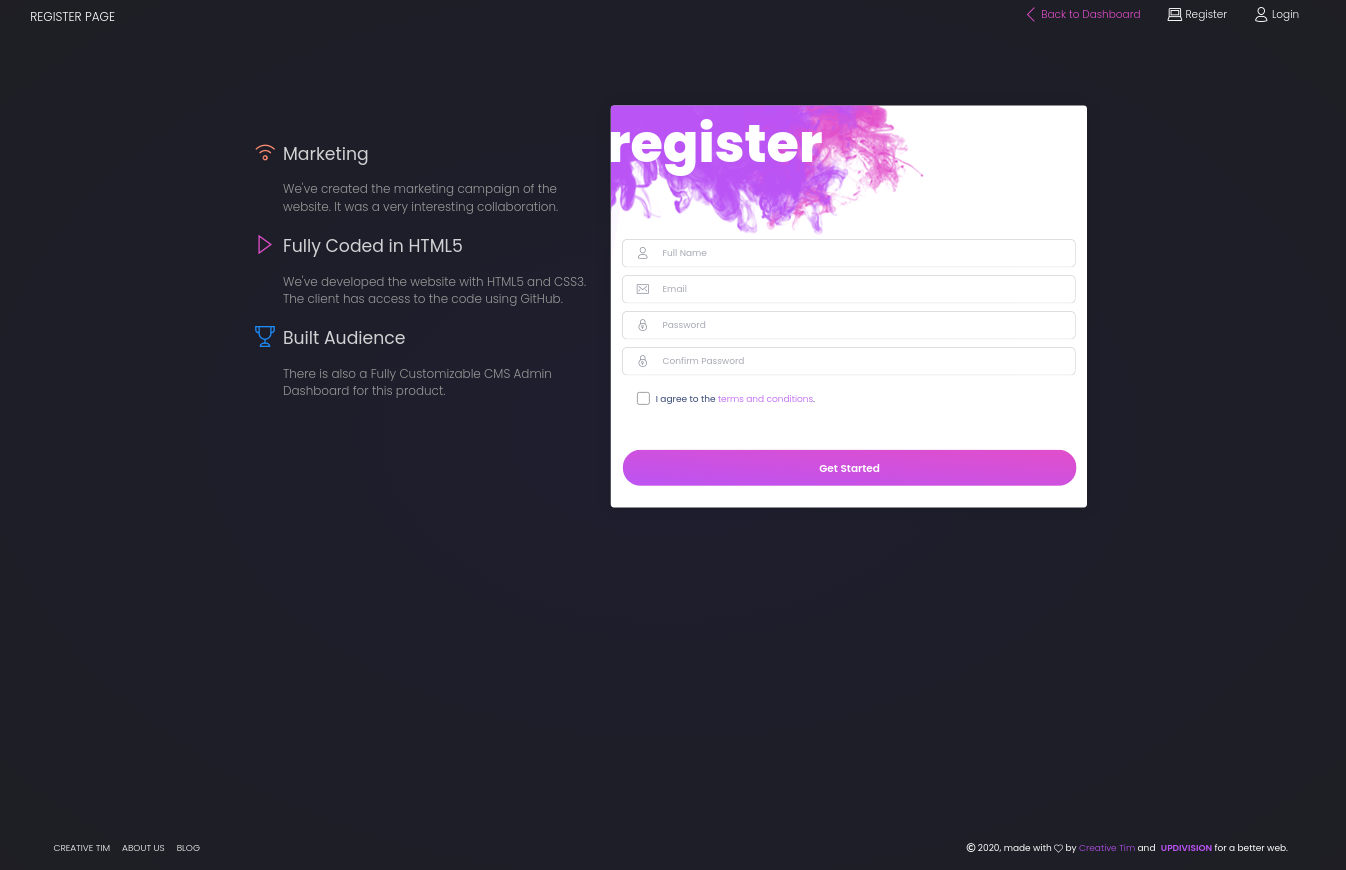 REGISTER PAGE
Back to Dashboard
Register
Login
Marketing
We've created the marketing campaign of the
website. It was a very interesting collaboration.
Fully Coded in HTML5
We've developed the website with HTML5 and CSS3.
The client has access to the code using GitHub.
Built Audience
There is also a Fully Customizable CMS Admin
Dashboard for this product.
register
Full Name
Email
Password
Confirm Password
I agree to the terms and conditions.
Get Started
CREATIVE TIM
ABOUT US
BLOG
© 2020, made with ♡ by Creative Tim and UPDIVISION for a better web.